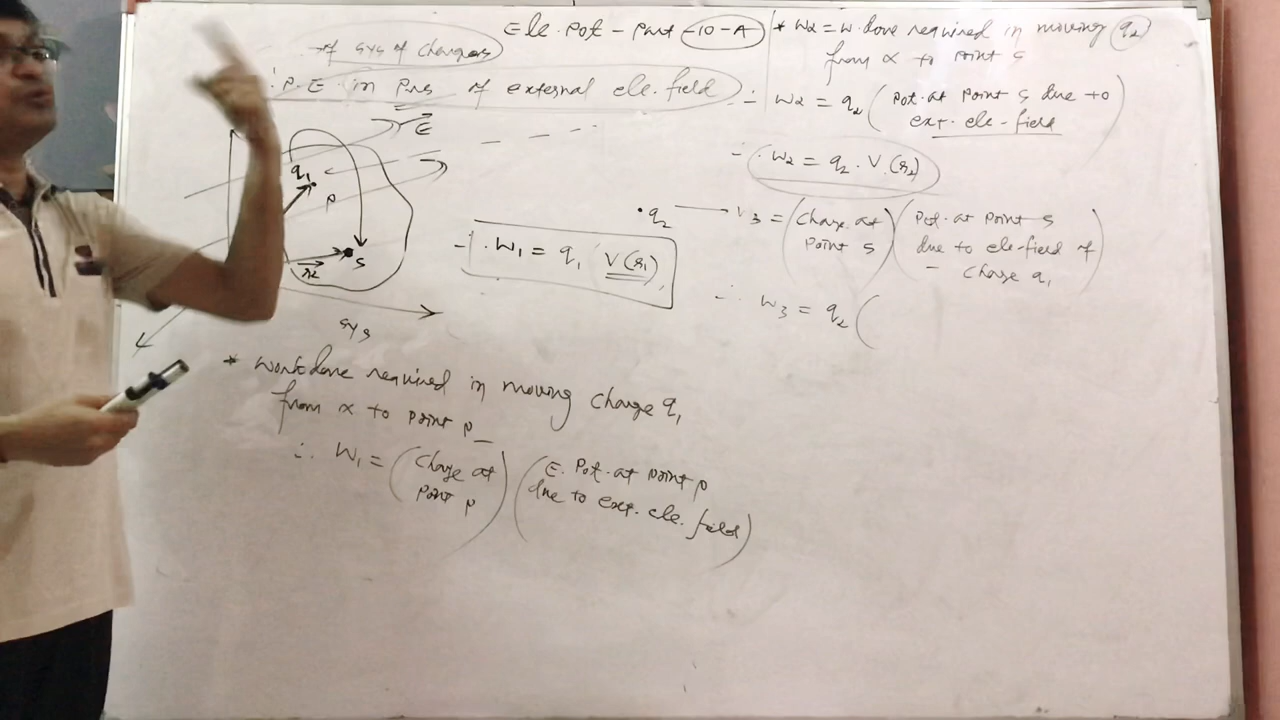 Ele. Pot - Part - 10 - A
of sys of charges
∴ P.E in Pres of external ele. field
E
q1
P
S
r2
sys
∴ W1 = q1 V(r1)
* work done required in moving charge q1
from ∝ to point P
∴ W1 = (charge at point P) (E. Pot. at point P due to ext. ele. field)
* W2 = w. done required in moving q2
from ∝ to point S
∴ W2 = q2 (Pot. at point S due to ext. ele-field)
∴ W2 = q2 . V(r2)
. q2 — W3 = (charge at point S) (Pot. at point S due to ele-field of charge q1)
∴ W3 = q2 (